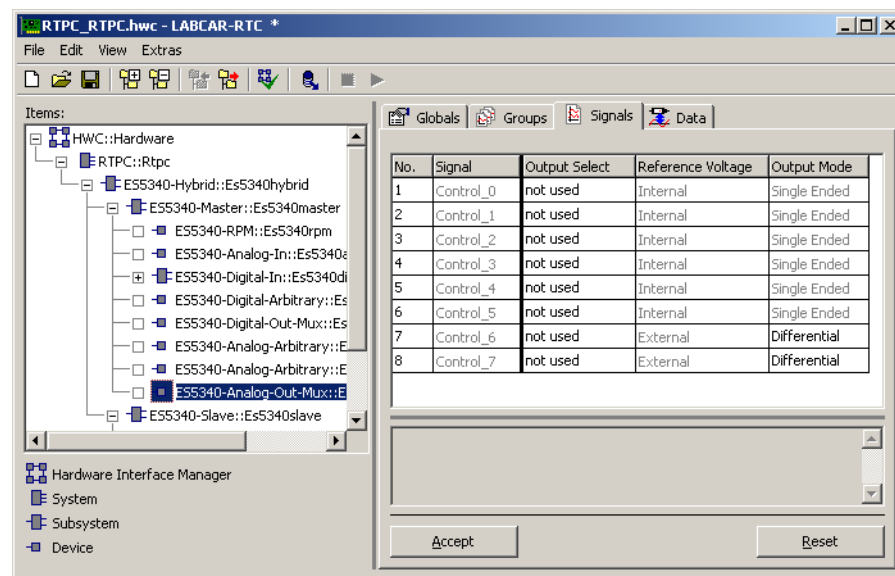 RTPC_RTPC.hwc - LABCAR-RTC *
File Edit View Extras
Items:
HWC::Hardware
RTPC::Rtpc
ES5340-Hybrid::Es5340hybrid
ES5340-Master::Es5340master
ES5340-RPM::Es5340rpm
ES5340-Analog-In::Es5340a
ES5340-Digital-In::Es5340di
ES5340-Digital-Arbitrary::Es
ES5340-Digital-Out-Mux::Es
ES5340-Analog-Arbitrary::E
ES5340-Analog-Arbitrary::E
ES5340-Analog-Out-Mux::E
ES5340-Slave::Es5340slave
Hardware Interface Manager
System
Subsystem
Device
Globals Groups Signals Data
No. Signal Output Select Reference Voltage Output Mode
1 Control_0 not used Internal Single Ended
2 Control_1 not used Internal Single Ended
3 Control_2 not used Internal Single Ended
4 Control_3 not used Internal Single Ended
5 Control_4 not used Internal Single Ended
6 Control_5 not used Internal Single Ended
7 Control_6 not used External Differential
8 Control_7 not used External Differential
Accept Reset